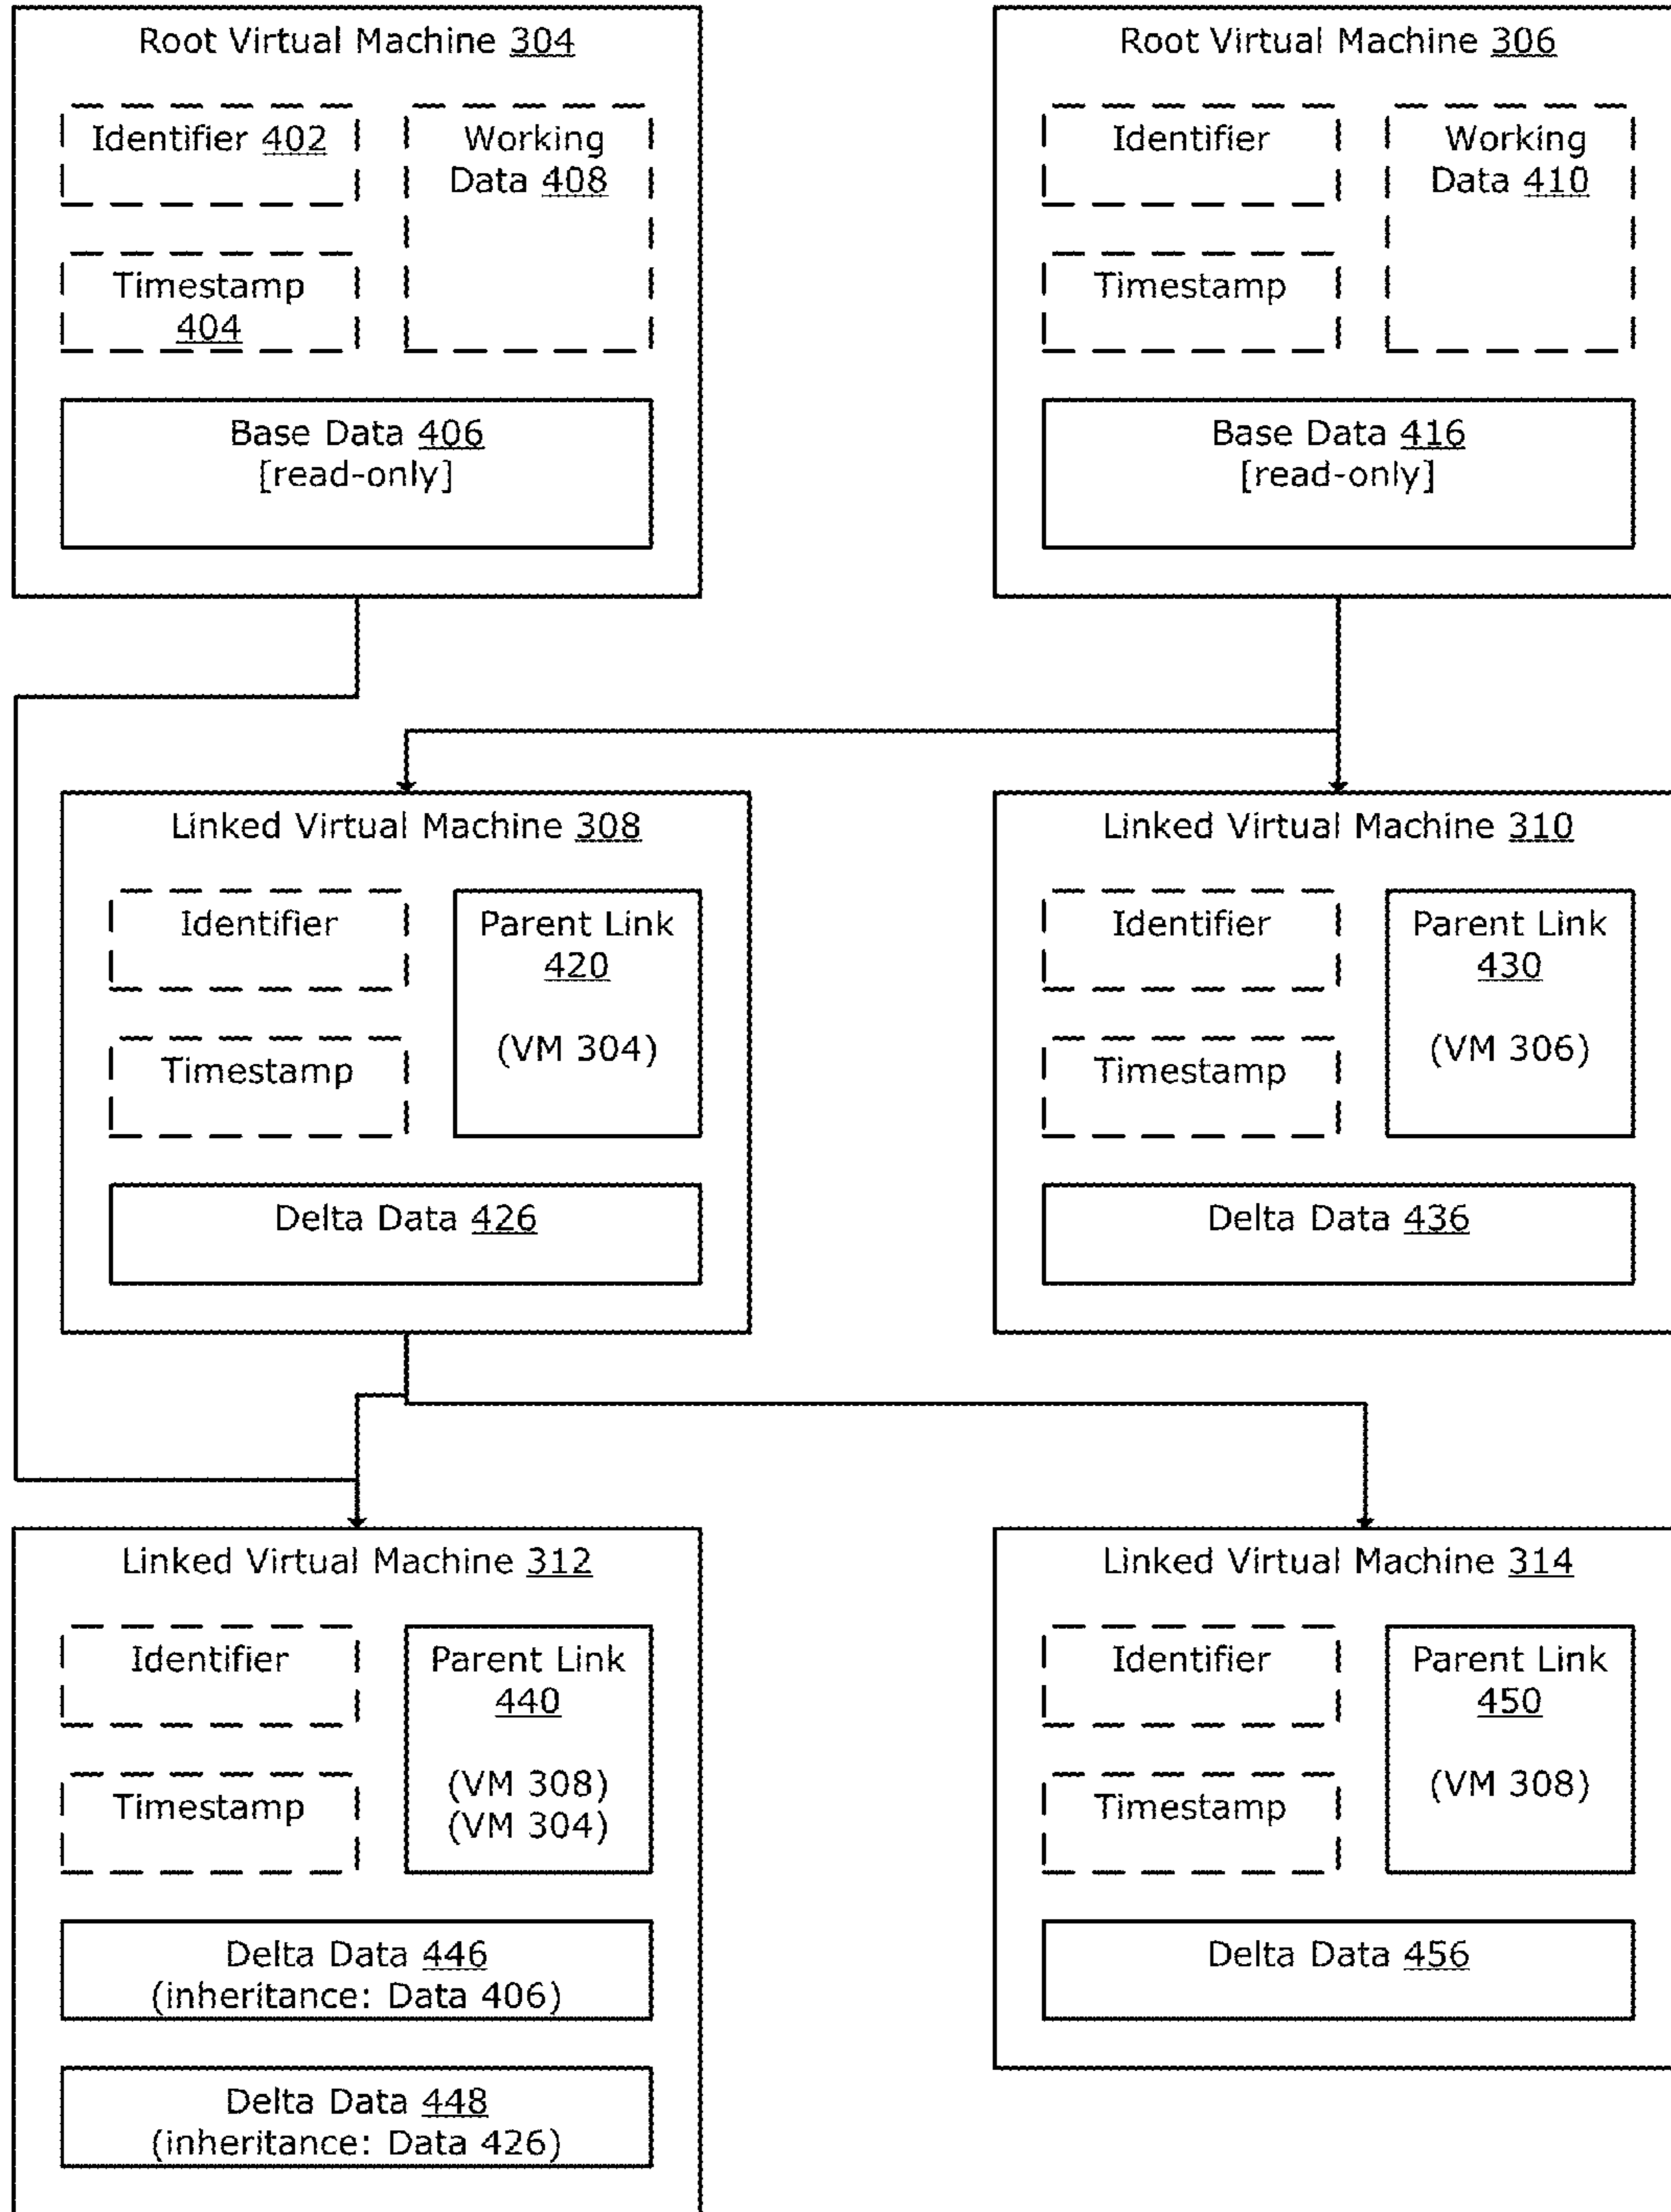 Root Virtual Machine 304
Identifier 402
Working
Data 408
Timestamp
404
Base Data 406
[read-only]
Root Virtual Machine 306
Identifier
Working
Data 410
Timestamp
Base Data 416
[read-only]
Linked Virtual Machine 308
Identifier
Parent Link
420
(VM 304)
Timestamp
Delta Data 426
Linked Virtual Machine 310
Identifier
Parent Link
430
(VM 306)
Timestamp
Delta Data 436
Linked Virtual Machine 312
Identifier
Parent Link
440
(VM 308)
(VM 304)
Timestamp
Delta Data 446
(inheritance: Data 406)
Delta Data 448
(inheritance: Data 426)
Linked Virtual Machine 314
Identifier
Parent Link
450
(VM 308)
Timestamp
Delta Data 456